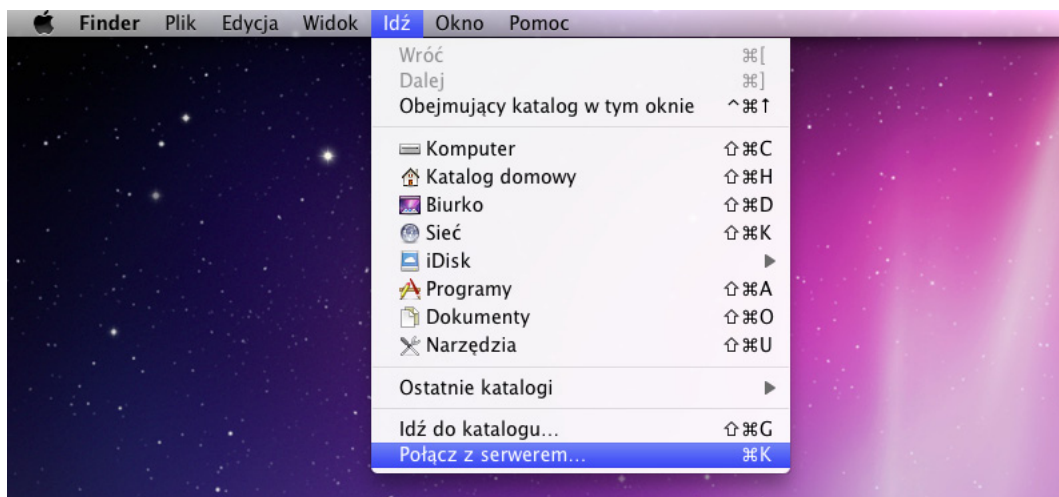 Finder Plik Edycja Widok Idź Okno Pomoc
Wróć ⌘[
Dalej ⌘]
Obejmujący katalog w tym oknie ^⌘↑
Komputer ⇧⌘C
Katalog domowy ⇧⌘H
Biurko ⇧⌘D
Sieć ⇧⌘K
iDisk ▶
Programy ⇧⌘A
Dokumenty ⇧⌘O
Narzędzia ⇧⌘U
Ostatnie katalogi ▶
Idź do katalogu... ⇧⌘G
Połącz z serwerem... ⌘K